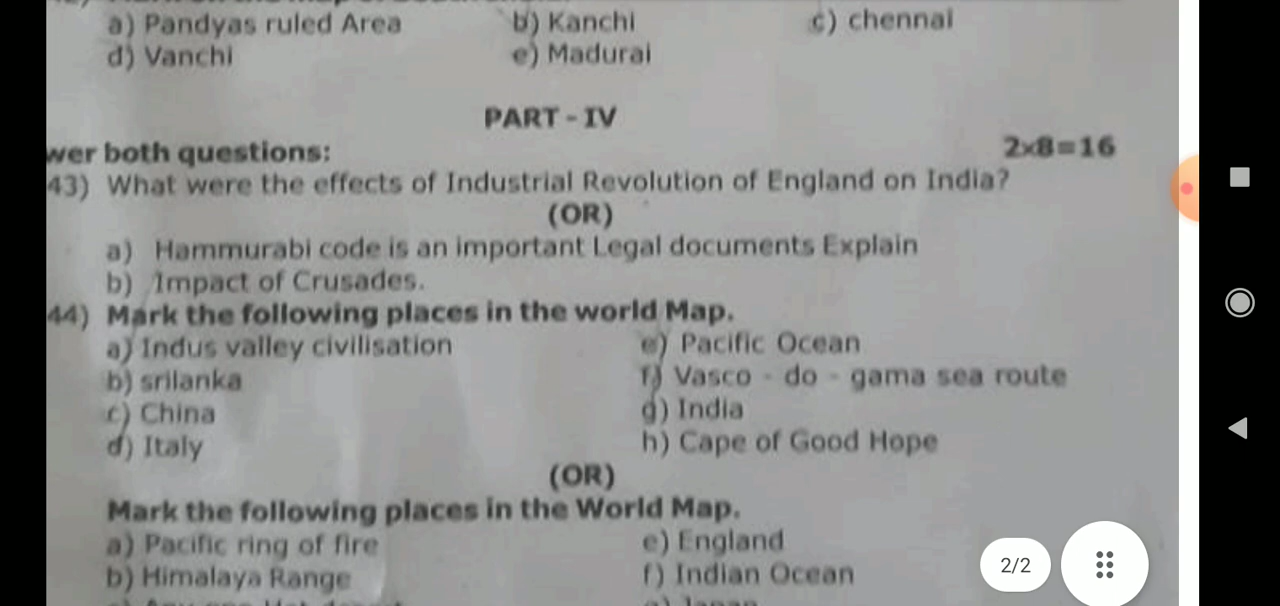 a) Pandyas ruled Area b) Kanchi c) chennai
d) Vanchi e) Madurai
PART - IV
wer both questions: 2x8=16
43) What were the effects of Industrial Revolution of England on India?
(OR)
a) Hammurabi code is an important Legal documents Explain
b) Impact of Crusades.
44) Mark the following places in the world Map.
a) Indus valley civilisation e) Pacific Ocean
b) srilanka f) Vasco - do - gama sea route
c) China g) India
d) Italy h) Cape of Good Hope
(OR)
Mark the following places in the World Map.
a) Pacific ring of fire e) England
b) Himalaya Range f) Indian Ocean
2/2